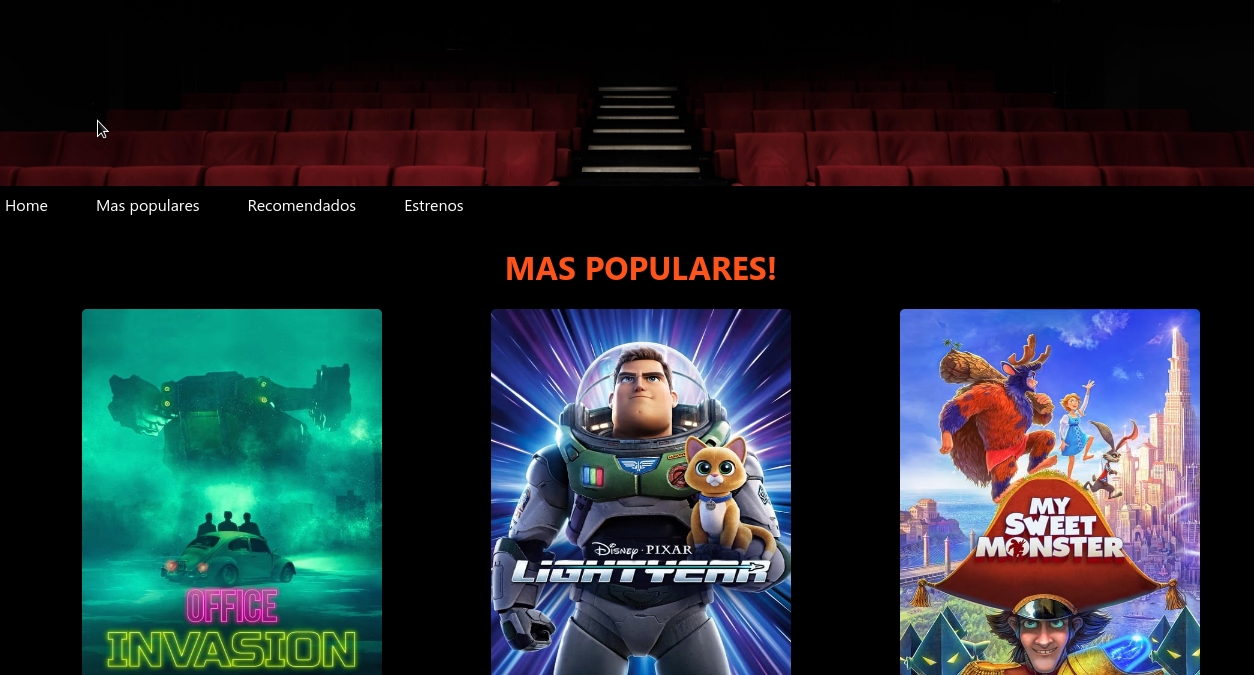 Home Mas populares Recomendados Estrenos
MAS POPULARES!
OFFICE
INVASION
Disney · PIXAR
LIGHTYEAR
MY
SWEET
MONSTER